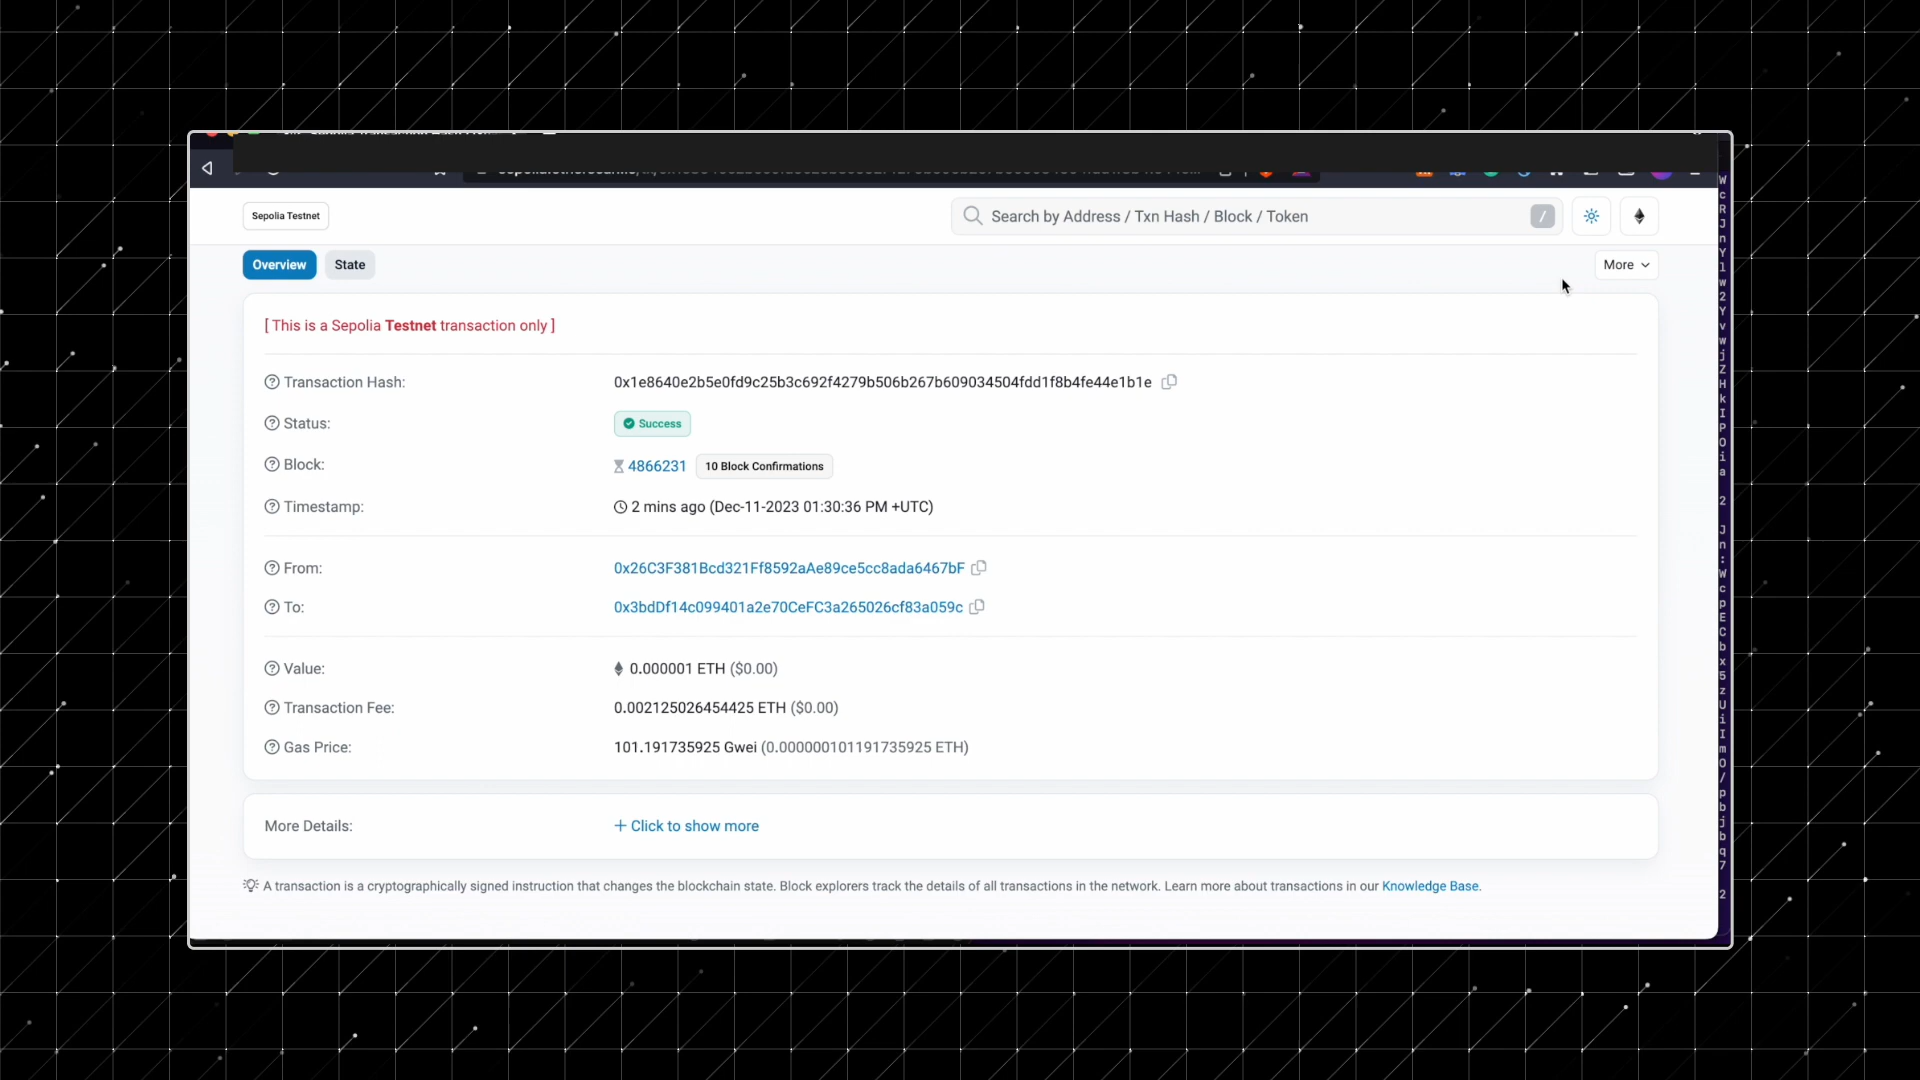 Sepolia Testnet
Search by Address / Txn Hash / Block / Token
/
Overview
State
More
[ This is a Sepolia Testnet transaction only ]
Transaction Hash:
0x1e8640e2b5e0fd9c25b3c692f4279b506b267b609034504fdd1f8b4fe44e1b1e
Status:
Success
Block:
4866231
10 Block Confirmations
Timestamp:
2 mins ago (Dec-11-2023 01:30:36 PM +UTC)
From:
0x26C3F381Bcd321Ff8592aAe89ce5cc8ada6467bF
To:
0x3bdDf14c099401a2e70CeFC3a265026cf83a059c
Value:
0.000001 ETH ($0.00)
Transaction Fee:
0.002125026454425 ETH ($0.00)
Gas Price:
101.191735925 Gwei (0.000000101191735925 ETH)
More Details:
+ Click to show more
A transaction is a cryptographically signed instruction that changes the blockchain state. Block explorers track the details of all transactions in the network. Learn more about transactions in our Knowledge Base.